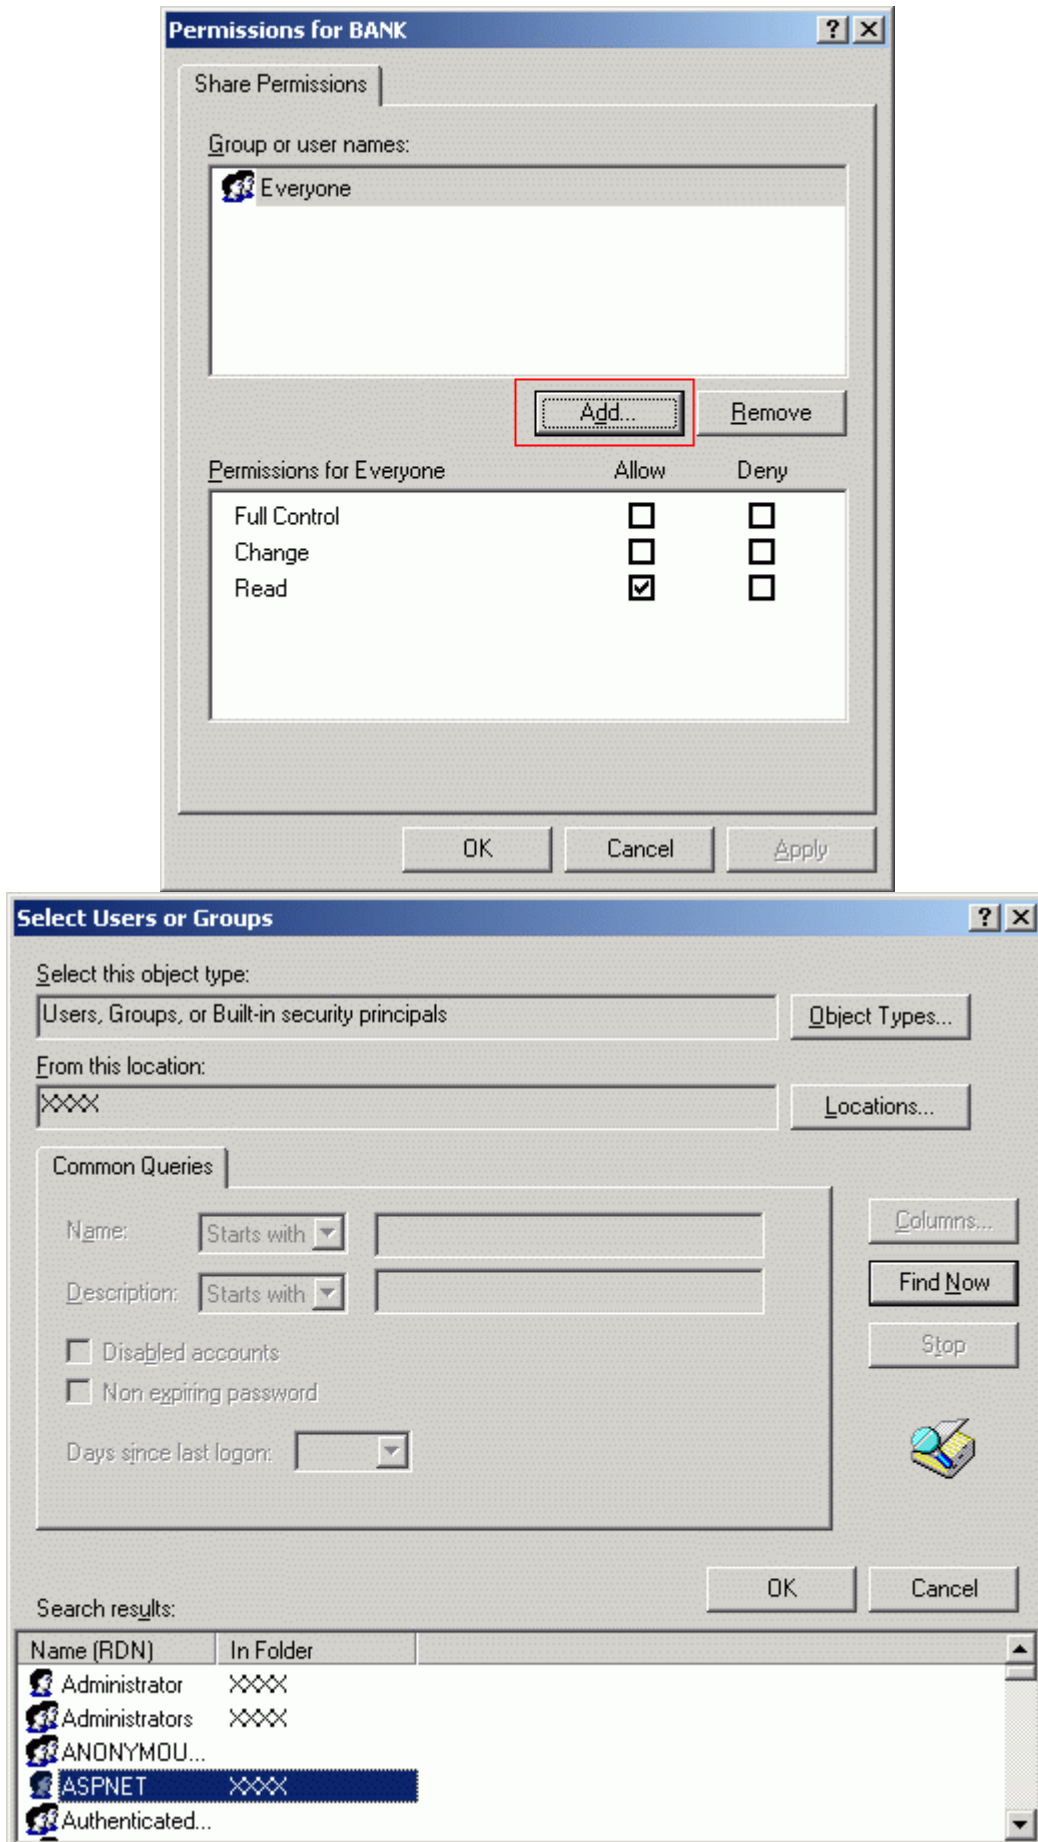 Permissions for BANK
Share Permissions
Group or user names:
Everyone
Add... Remove
Permissions for Everyone Allow Deny
Full Control
Change
Read
OK Cancel Apply
Select Users or Groups
Select this object type:
Users, Groups, or Built-in security principals Object Types...
From this location:
XXXX Locations...
Common Queries
Name: Starts with Columns...
Description: Starts with Find Now
Disabled accounts Stop
Non expiring password
Days since last logon:
OK Cancel
Search results:
Name (RDN) In Folder
Administrator XXXX
Administrators XXXX
ANONYMOU...
ASPNET XXXX
Authenticated...